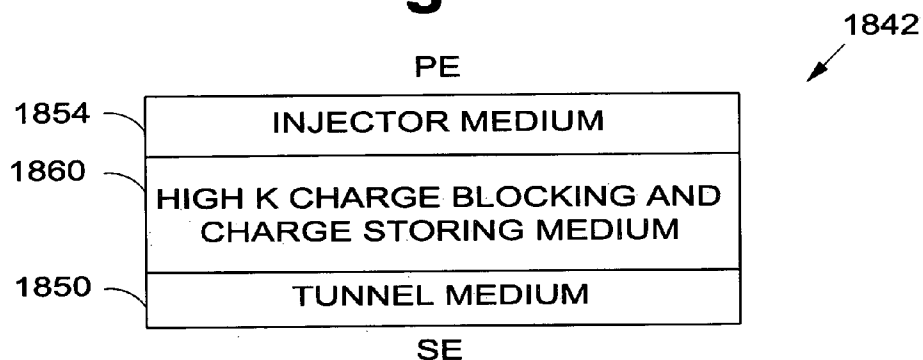 1842
PE
1854
INJECTOR MEDIUM
1860
HIGH K CHARGE BLOCKING AND
CHARGE STORING MEDIUM
1850
TUNNEL MEDIUM
SE